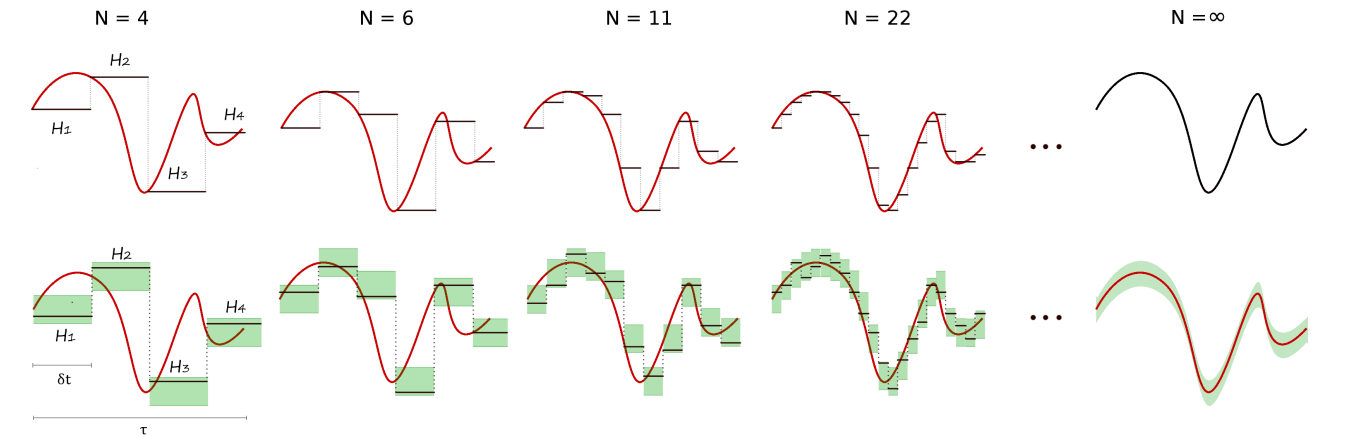 N = 4
N = 6
N = 11
N = 22
N =∞
H2
H1
H4
H3
...
H2
H1
H4
H3
...
δt
τ